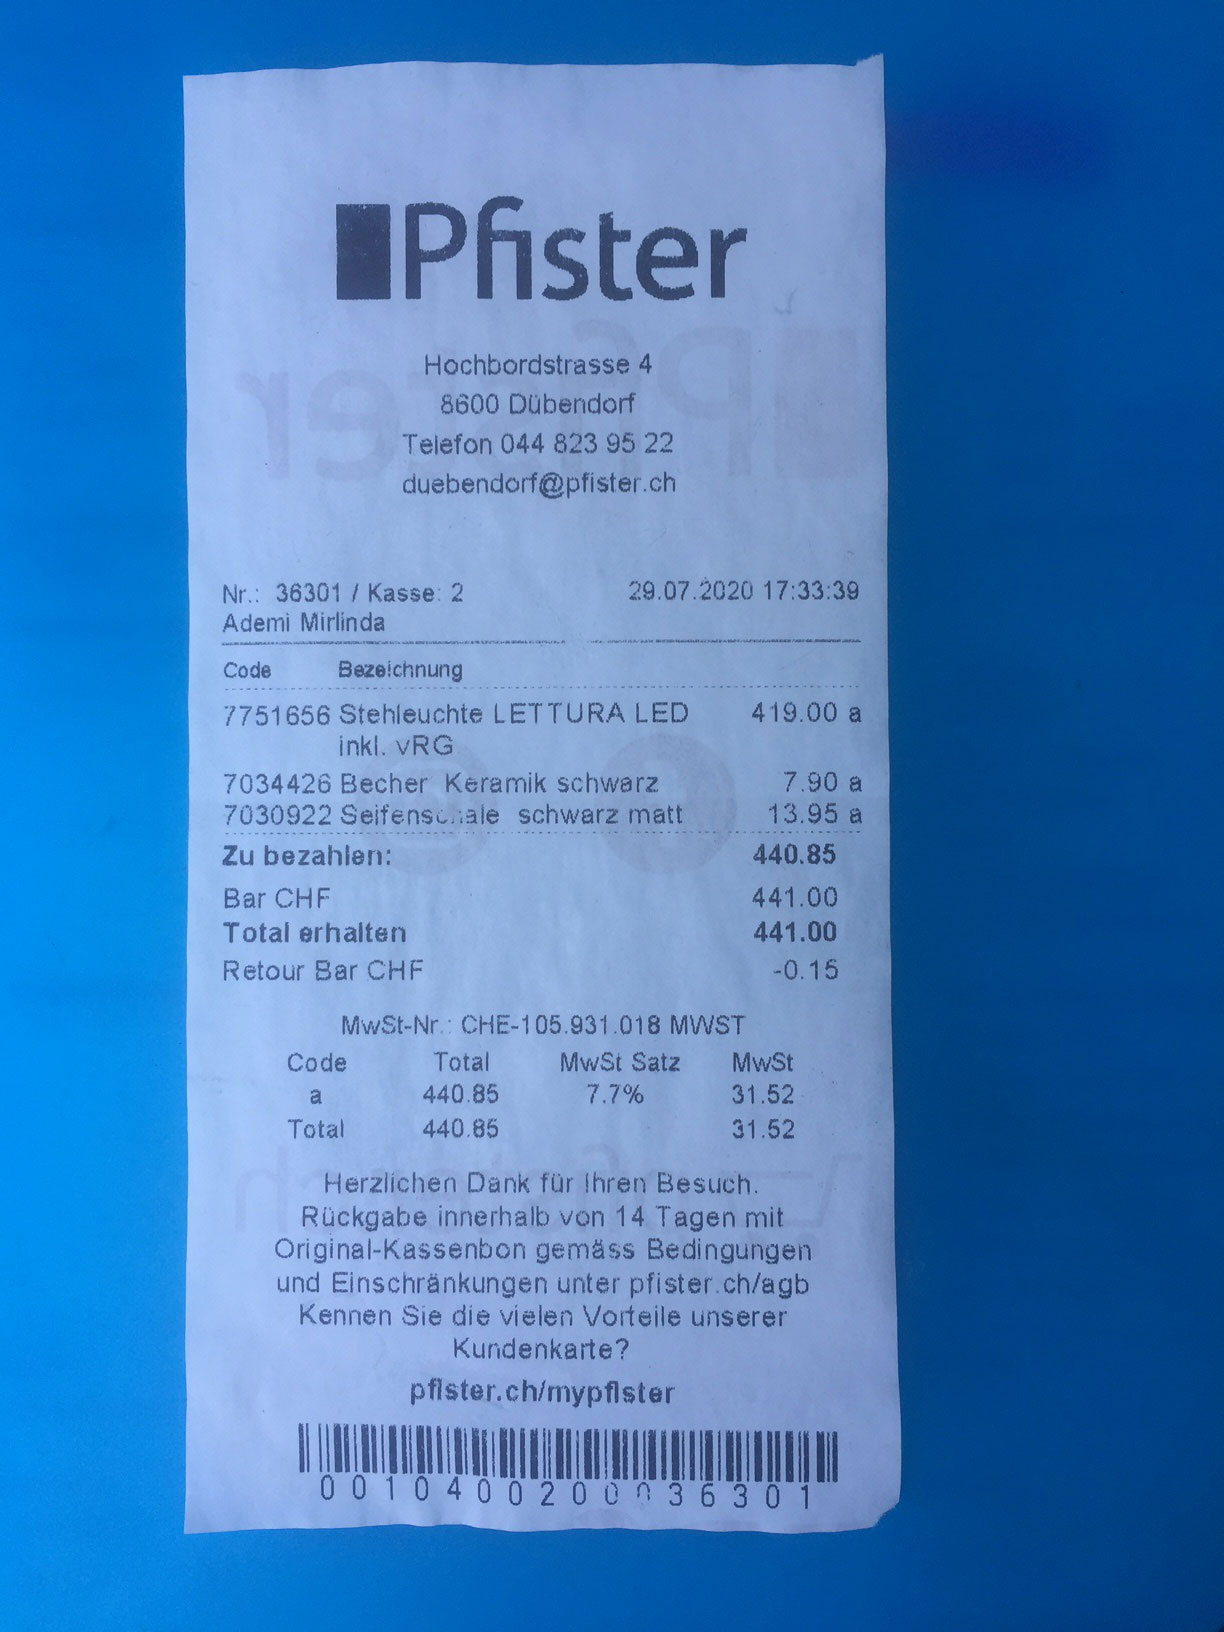 Pfister
Hochbordstrasse 4
8600 Dübendorf
Telefon 044 823 95 22
duebendorf@pfister.ch
Nr.: 36301 / Kasse: 2 29.07.2020 17:33:39
Ademi Mirlinda
Code Bezeichnung
7751656 Stehleuchte LETTURA LED 419.00 a
inkl. vRG
7034426 Becher Keramik schwarz 7.90 a
7030922 Seifenschale schwarz matt 13.95 a
Zu bezahlen: 440.85
Bar CHF 441.00
Total erhalten 441.00
Retour Bar CHF -0.15
MwSt-Nr.: CHE-105.931.018 MWST
Code Total MwSt Satz MwSt
a 440.85 7.7% 31.52
Total 440.85 31.52
Herzlichen Dank für Ihren Besuch.
Rückgabe innerhalb von 14 Tagen mit
Original-Kassenbon gemäss Bedingungen
und Einschränkungen unter pfister.ch/agb
Kennen Sie die vielen Vorteile unserer
Kundenkarte?
pfister.ch/mypfister
0010400200036301